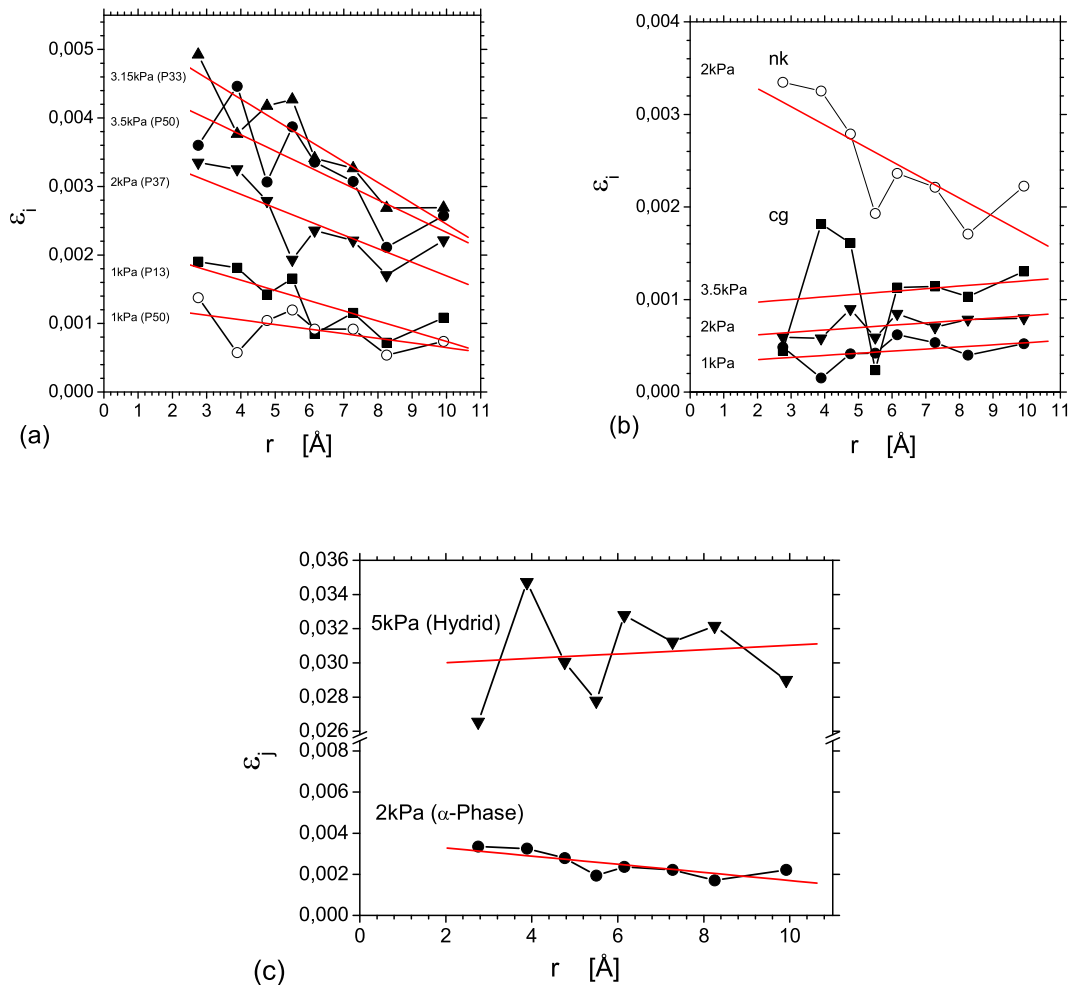 0,005
0,004
0,003
0,002
0,001
0,000
εi
3.15kPa (P33)
3.5kPa (P50)
2kPa (P37)
1kPa (P13)
1kPa (P50)
0 1 2 3 4 5 6 7 8 9 10 11
r [Å]
(a)
0,004
0,003
0,002
0,001
0,000
εi
2kPa
nk
cg
3.5kPa
2kPa
1kPa
0 1 2 3 4 5 6 7 8 9 10 11
r [Å]
(b)
0,036
0,034
0,032
0,030
0,028
0,026
0,008
0,006
0,004
0,002
0,000
εj
5kPa (Hydrid)
2kPa (α-Phase)
0 2 4 6 8 10
r [Å]
(c)